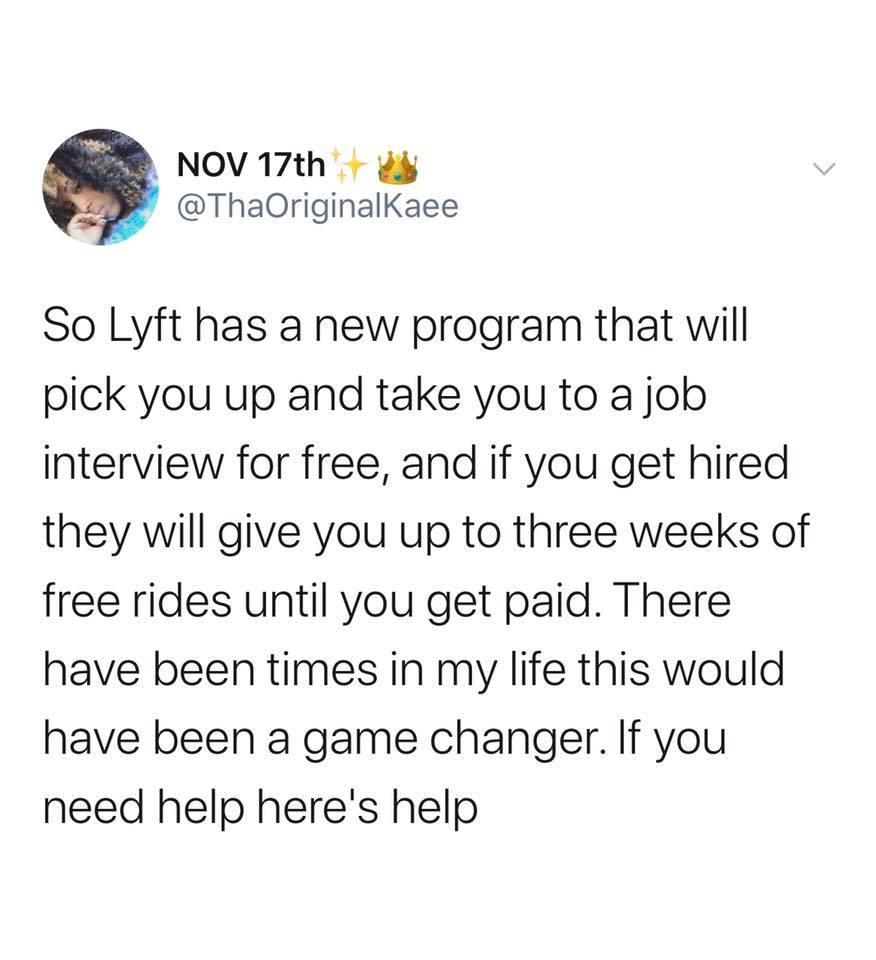 NOV 17th✨👑
@ThaOriginalKaee
So Lyft has a new program that will
pick you up and take you to a job
interview for free, and if you get hired
they will give you up to three weeks of
free rides until you get paid. There
have been times in my life this would
have been a game changer. If you
need help here's help